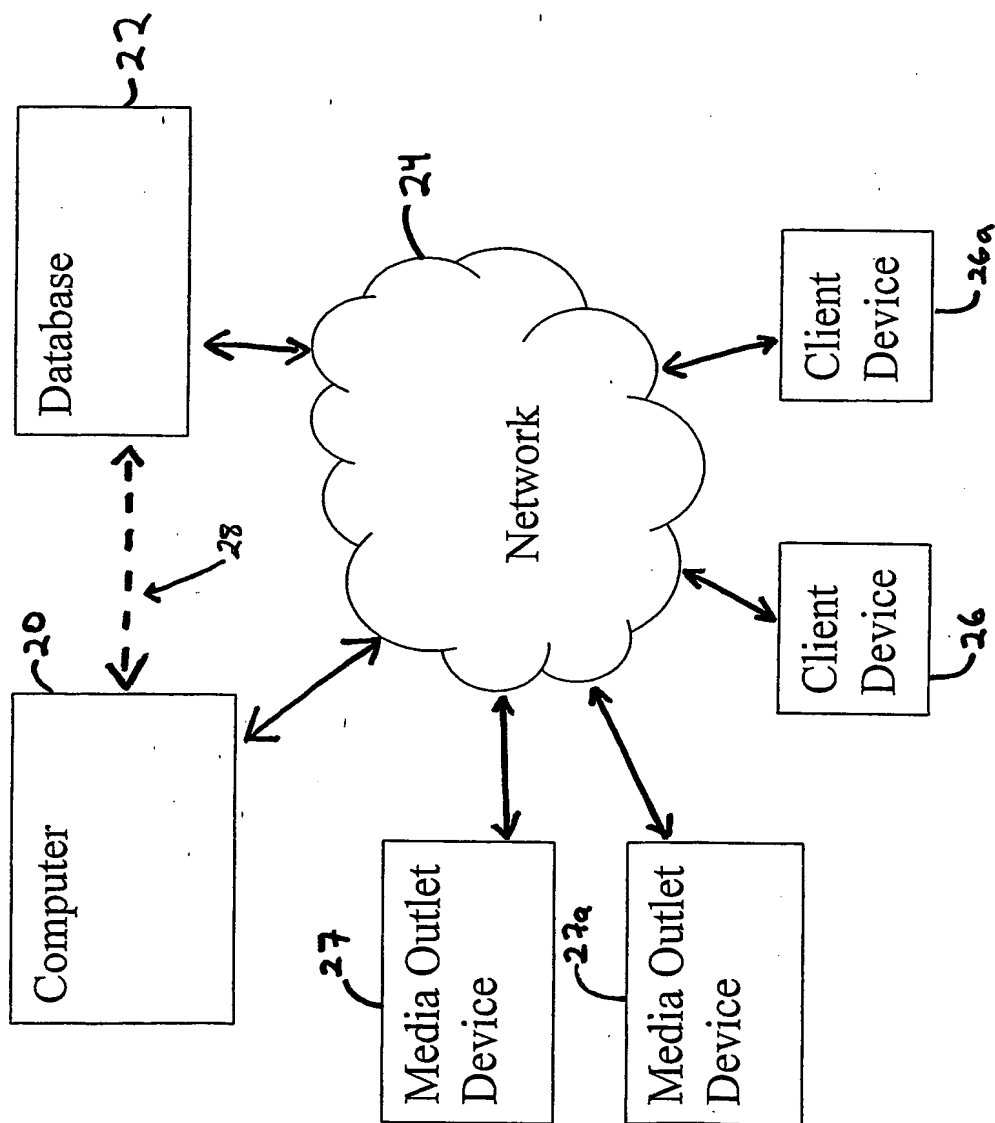 Computer
20
28
Database
22
27
Media Outlet
Device
27a
Media Outlet
Device
Network
24
Client
Device
26
Client
Device
26a